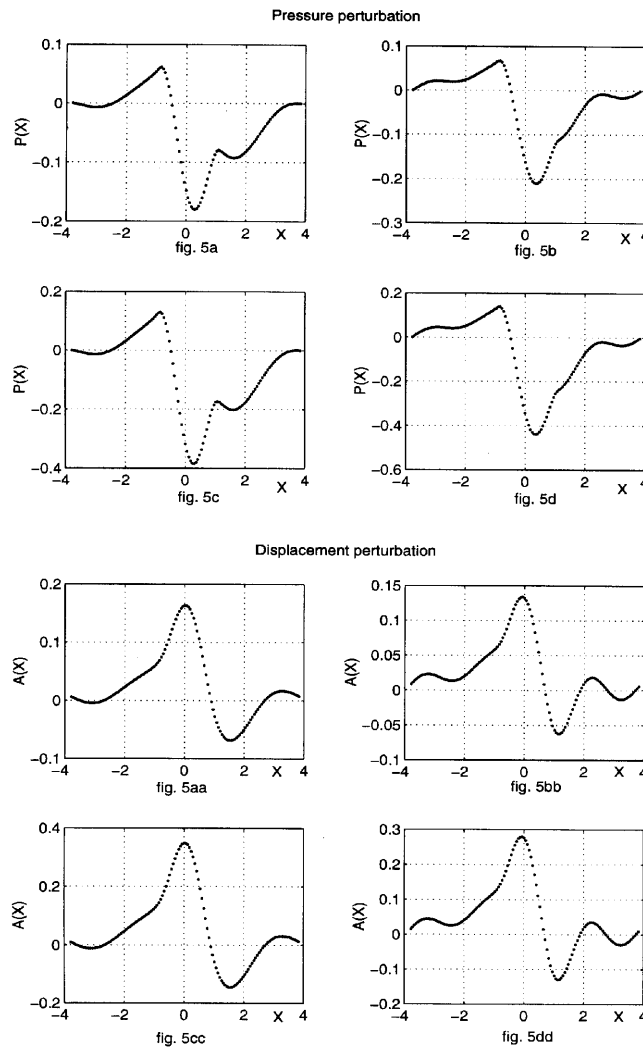 Pressure perturbation
0.1
0
−0.1
−0.2
P(X)
−4 −2 0 2 X 4
fig. 5a
0.1
0
−0.1
−0.2
−0.3
P(X)
−4 −2 0 2 X 4
fig. 5b
0.2
0
−0.2
−0.4
P(X)
−4 −2 0 2 X 4
fig. 5c
0.2
0
−0.2
−0.4
−0.6
P(X)
−4 −2 0 2 X 4
fig. 5d
Displacement perturbation
0.2
0.1
0
−0.1
A(X)
−4 −2 0 2 X 4
fig. 5aa
0.15
0.1
0.05
0
−0.05
−0.1
A(X)
−4 −2 0 2 X 4
fig. 5bb
0.4
0.2
0
−0.2
A(X)
−4 −2 0 2 X 4
fig. 5cc
0.3
0.2
0.1
0
−0.1
−0.2
A(X)
−4 −2 0 2 X 4
fig. 5dd